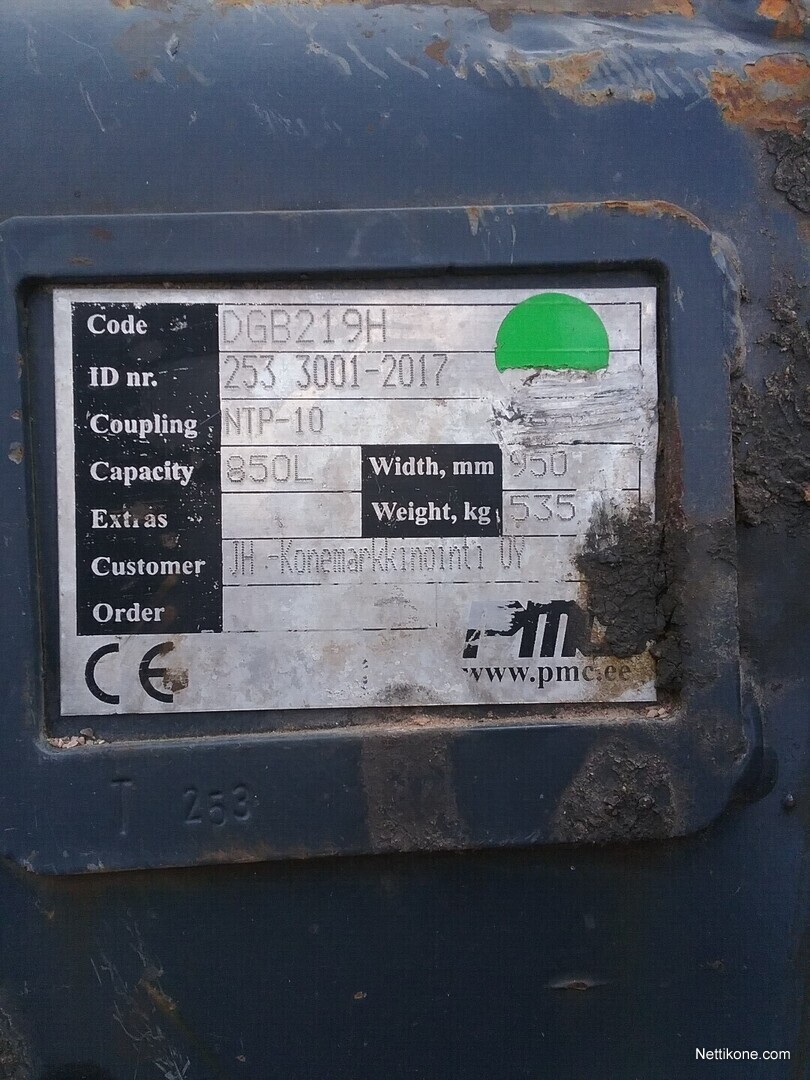 Code DGB219H
ID nr. 253 3001-2017
Coupling NTP-10
Capacity 850L Width, mm 950
Extras Weight, kg 535
Customer JH -Konemarkkinointi OY
Order
CE
www.pmc.ee
T 253
Nettikone.com